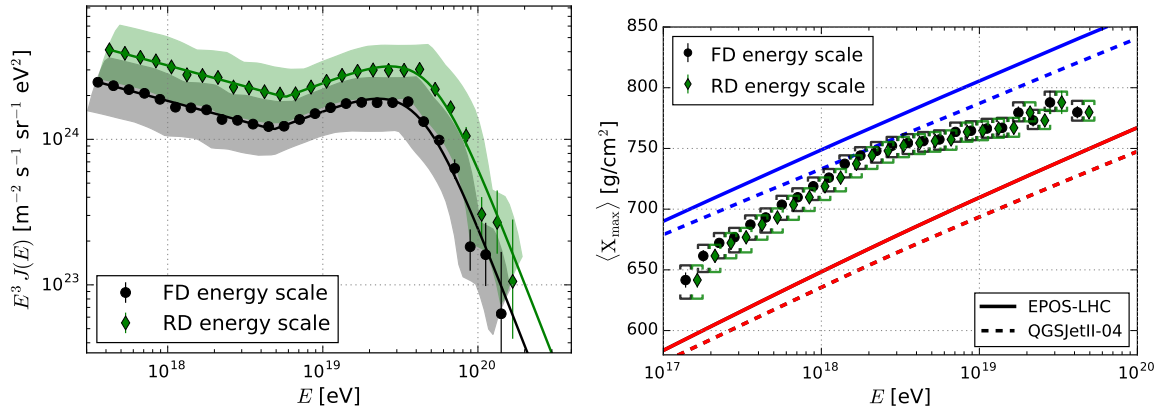 E³ J(E) [m⁻² s⁻¹ sr⁻¹ eV²]
10²⁴
10²³
FD energy scale
RD energy scale
10¹⁸ 10¹⁹ 10²⁰
E [eV]
⟨X_max⟩ [g/cm²]
850
800
750
700
650
600
FD energy scale
RD energy scale
EPOS-LHC
QGSJetII-04
10¹⁷ 10¹⁸ 10¹⁹ 10²⁰
E [eV]